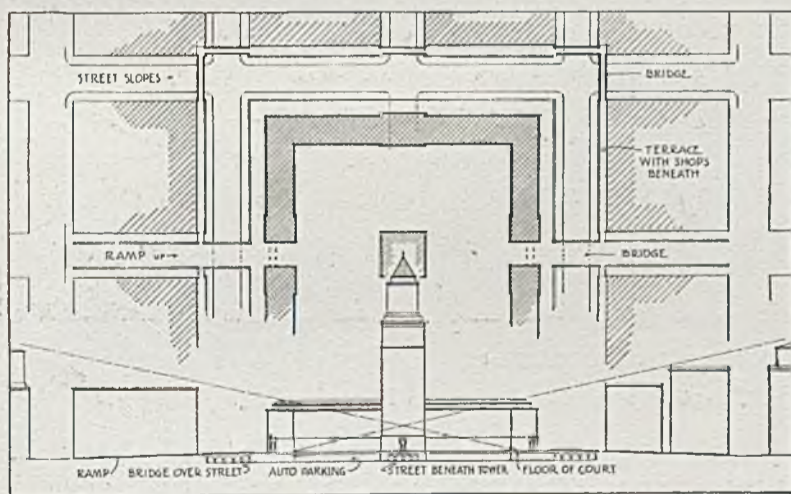 STREET SLOPES
BRIDGE
TERRACE
WITH SHOPS
BENEATH
RAMP UP
BRIDGE
RAMP
BRIDGE OVER STREET
AUTO PARKING
STREET BENEATH TOWER
FLOOR OF COURT